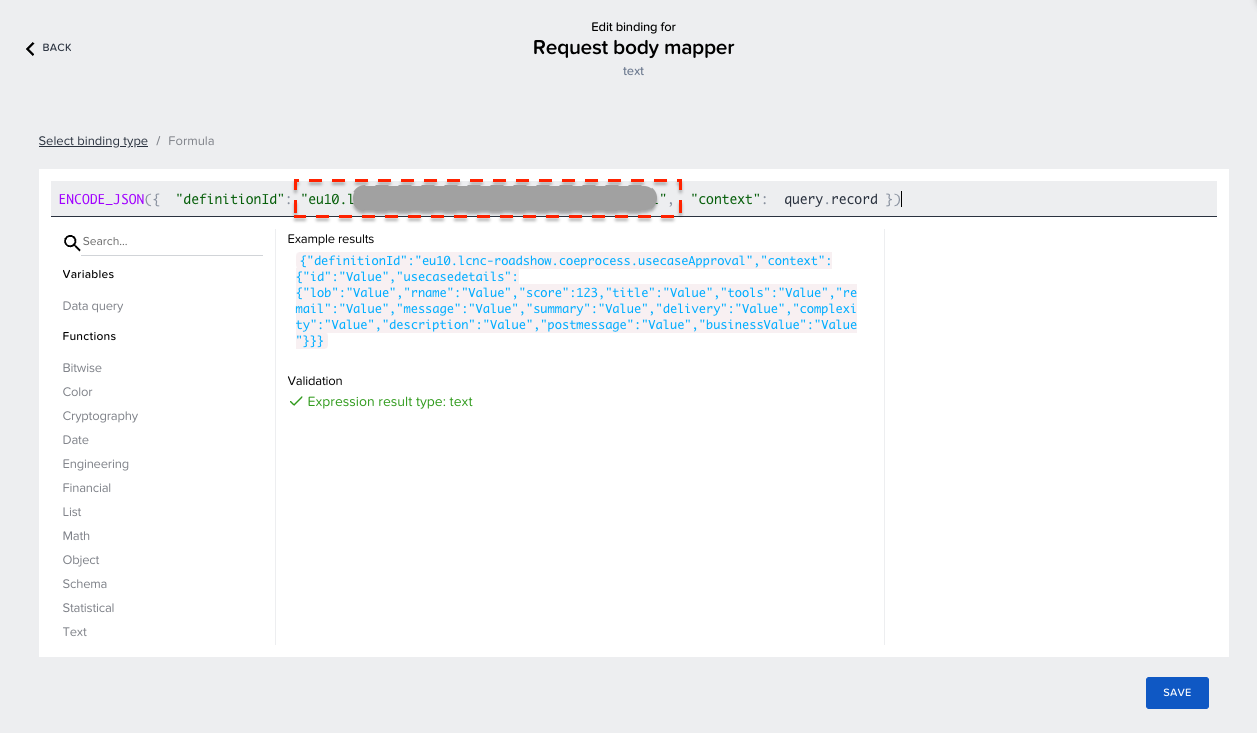 Edit binding for
BACK
Request body mapper
text
Select binding type / Formula
ENCODE_JSON({ "definitionId": "eu10.l ", "context": query.record })
Search...
Variables
Data query
Functions
Bitwise
Color
Cryptography
Date
Engineering
Financial
List
Math
Object
Schema
Statistical
Text
Example results
{"definitionId":"eu10.lcnc-roadshow.coeprocess.usecaseApproval","context":
{"id":"Value","usecasedetails":
{"lob":"Value","rname":"Value","score":123,"title":"Value","tools":"Value","re
mail":"Value","message":"Value","summary":"Value","delivery":"Value","complexi
ty":"Value","description":"Value","postmessage":"Value","businessValue":"Value
"}}}
Validation
Expression result type: text
SAVE